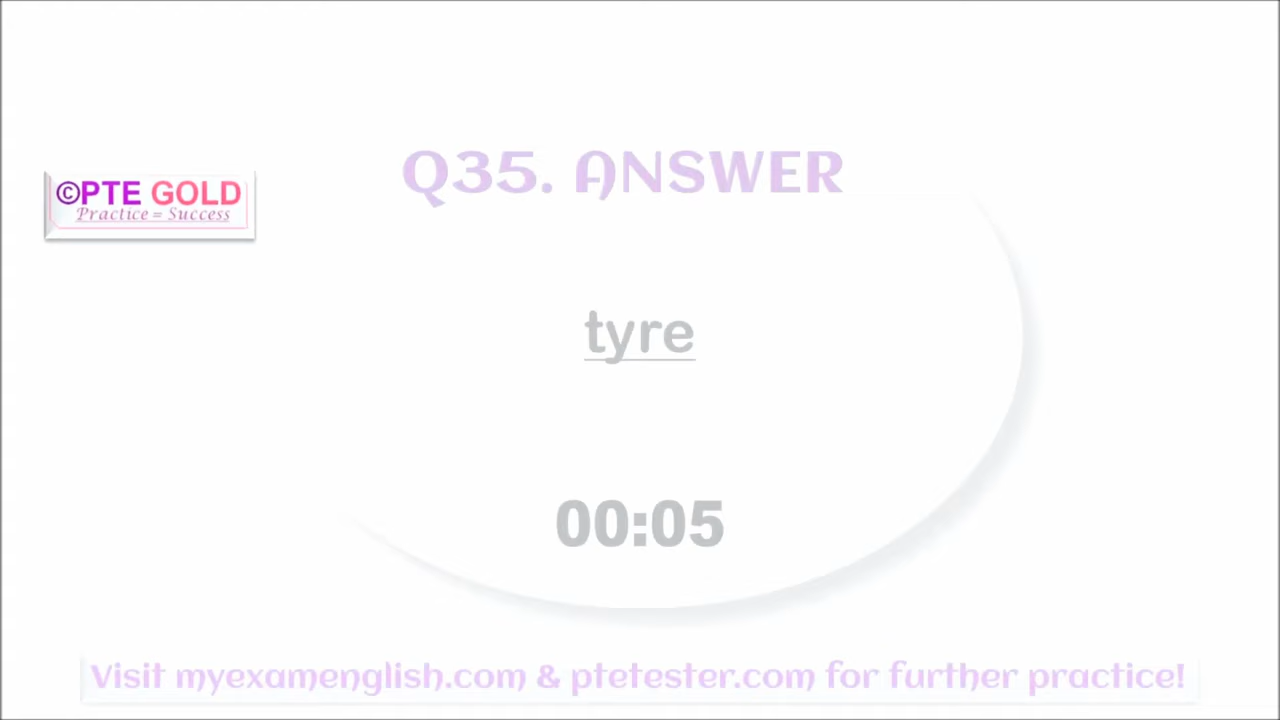 Q35. ANSWER
©PTE GOLD
Practice = Success
tyre
00:05
Visit myexamenglish.com & ptetester.com for further practice!